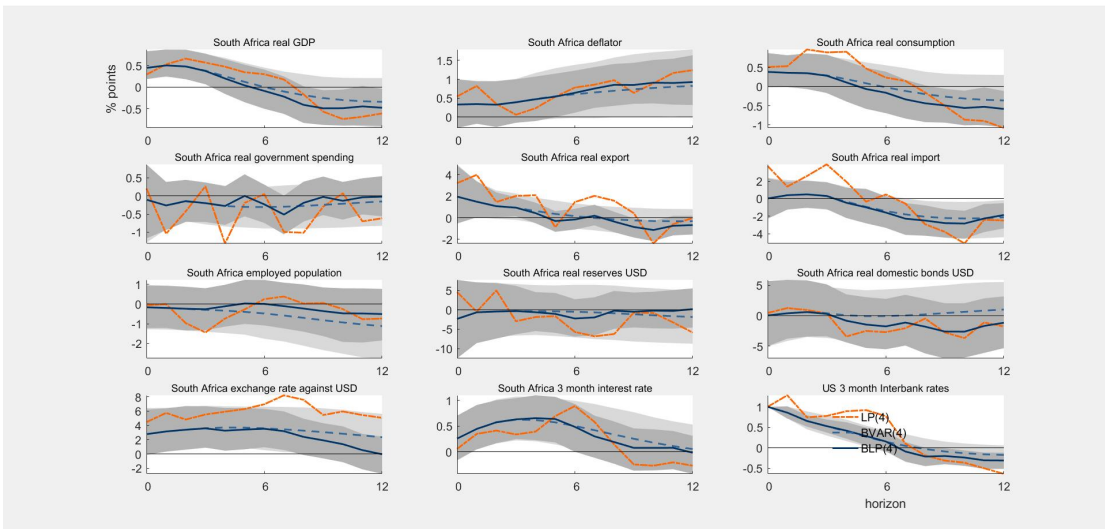 South Africa real GDP
South Africa deflator
South Africa real consumption
% points
0.5
0
-0.5
0 6 12
1.5
1
0.5
0
0 6 12
0.5
0
-0.5
-1
0 6 12
South Africa real government spending
South Africa real export
South Africa real import
0.5
0
-0.5
-1
0 6 12
4
2
0
-2
0 6 12
2
0
-2
-4
0 6 12
South Africa employed population
South Africa real reserves USD
South Africa real domestic bonds USD
1
0
-1
-2
0 6 12
5
0
-5
-10
0 6 12
5
0
-5
0 6 12
South Africa exchange rate against USD
South Africa 3 month interest rate
US 3 month Interbank rates
8
6
4
2
0
-2
0 6 12
1
0.5
0
0 6 12
1
0.5
0
-0.5
0 6 12
LP(4)
BVAR(4)
BLP(4)
horizon